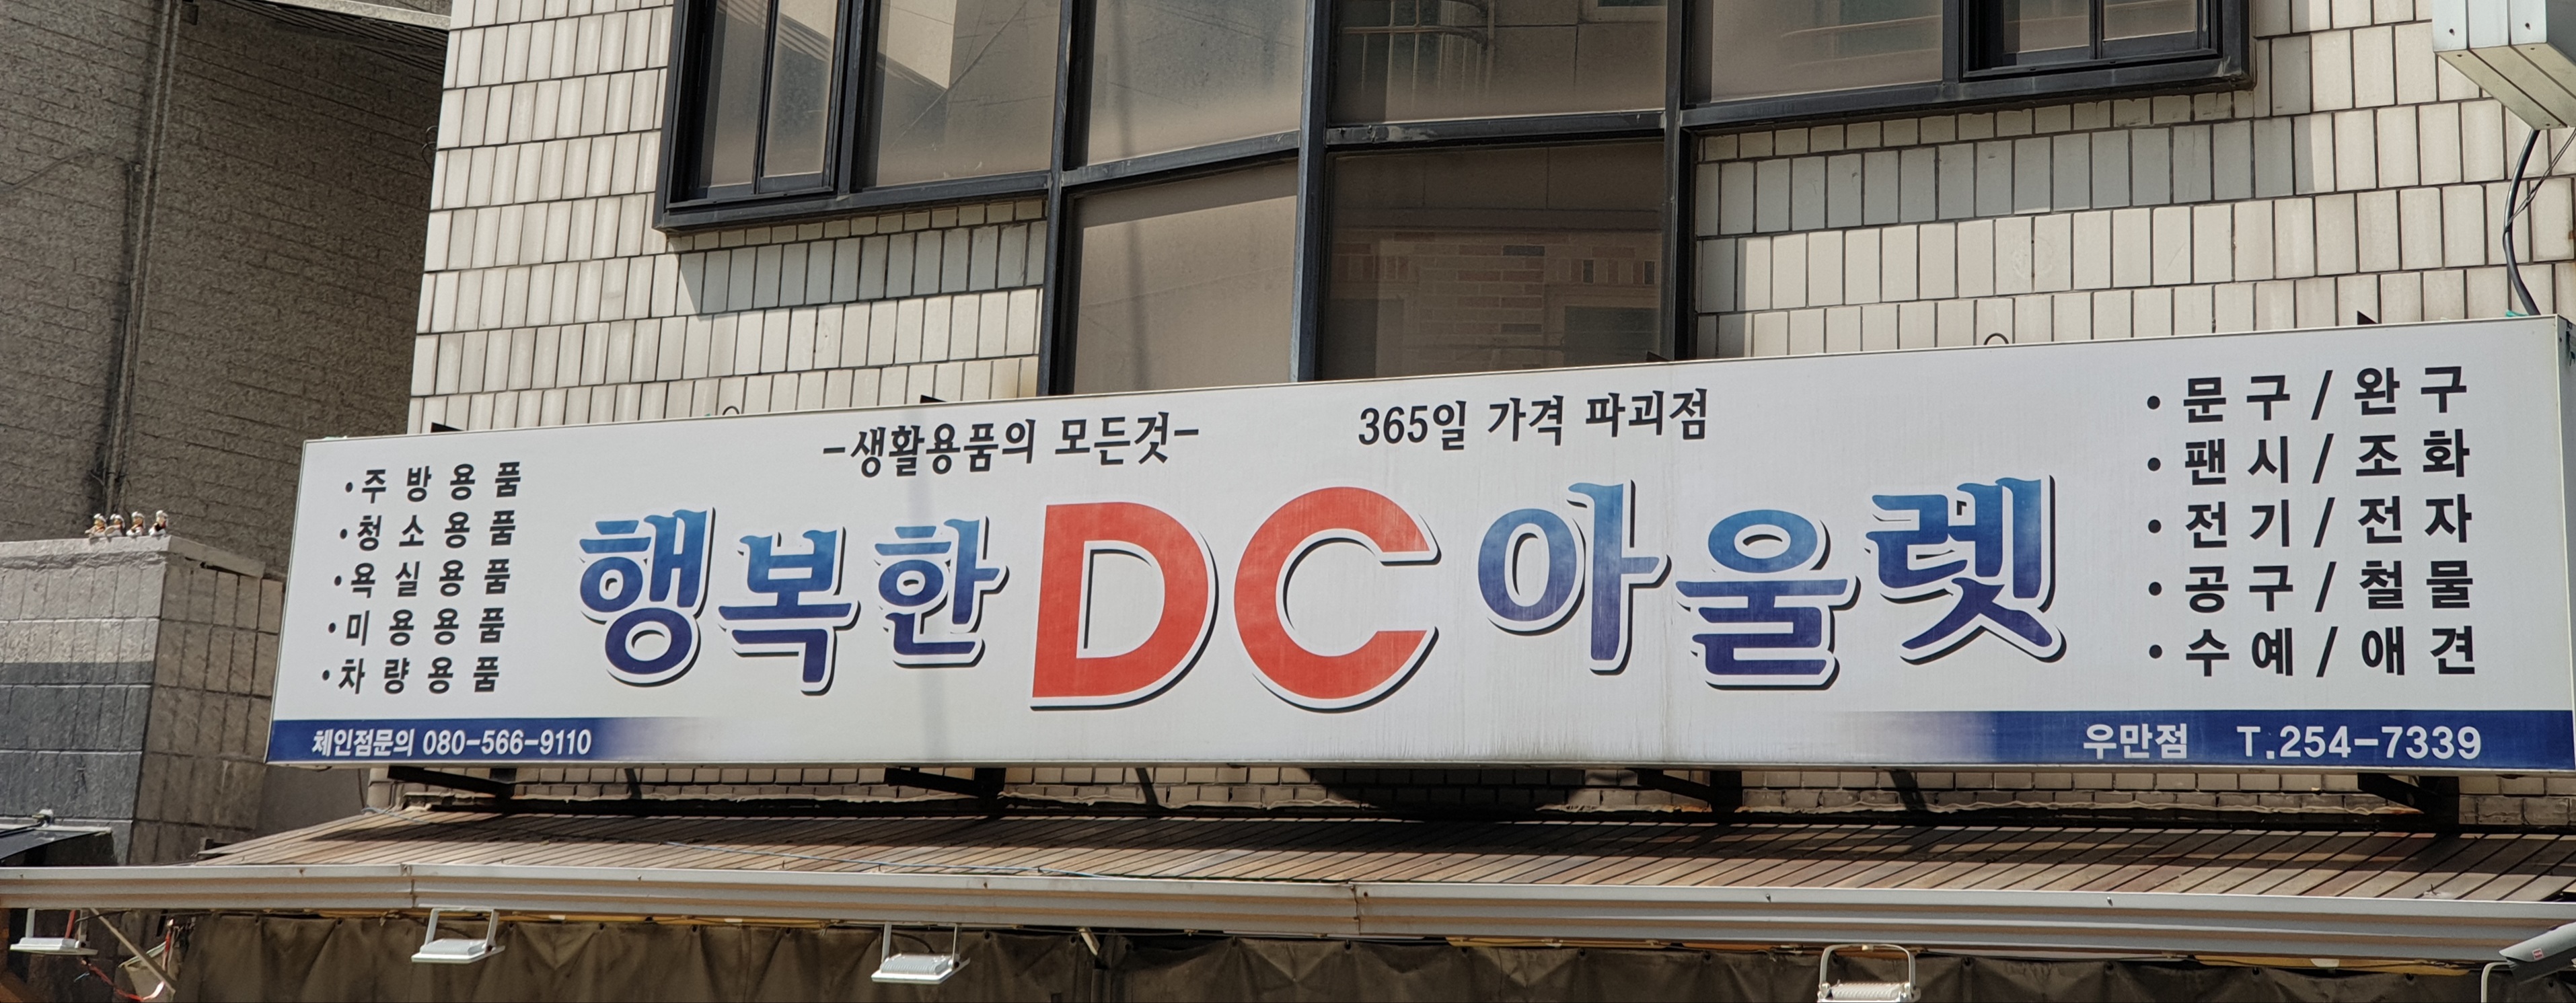 -생활용품의 모든것-
365일 가격 파괴점
•주방용품
•청소용품
•욕실용품
•미용용품
•차량용품
행복한 DC 아울렛
• 문구/완구
• 팬시/조화
• 전기/전자
• 공구/철물
• 수예/애견
체인점문의 080-566-9110
우만점 T.254-7339